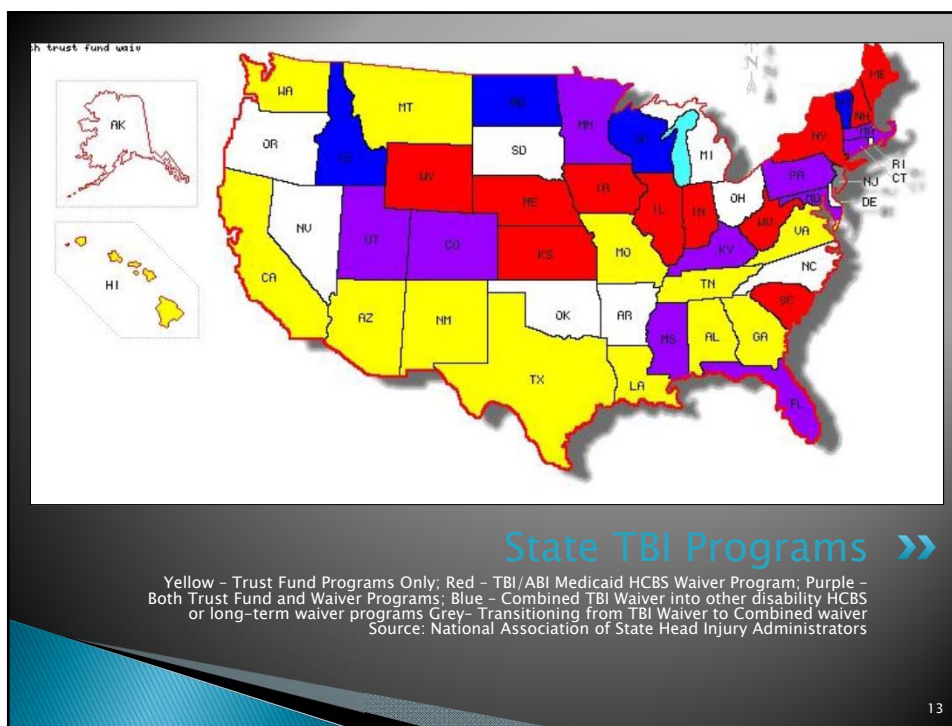 th trust fund waiv
AK
HI
WA
MT
OR
ID
WY
NV
UT
CO
CA
AZ
NM
TX
SD
NE
KS
OK
MN
IA
MO
AR
LA
WI
MI
IL
IN
OH
KY
TN
MS
AL
GA
FL
SC
NC
VA
WV
PA
NY
ME
NH
MA
MD
RI
CT
NJ
DE
State TBI Programs
Yellow – Trust Fund Programs Only; Red – TBI/ABI Medicaid HCBS Waiver Program; Purple –
Both Trust Fund and Waiver Programs; Blue – Combined TBI Waiver into other disability HCBS
or long-term waiver programs Grey– Transitioning from TBI Waiver to Combined waiver
Source: National Association of State Head Injury Administrators
13